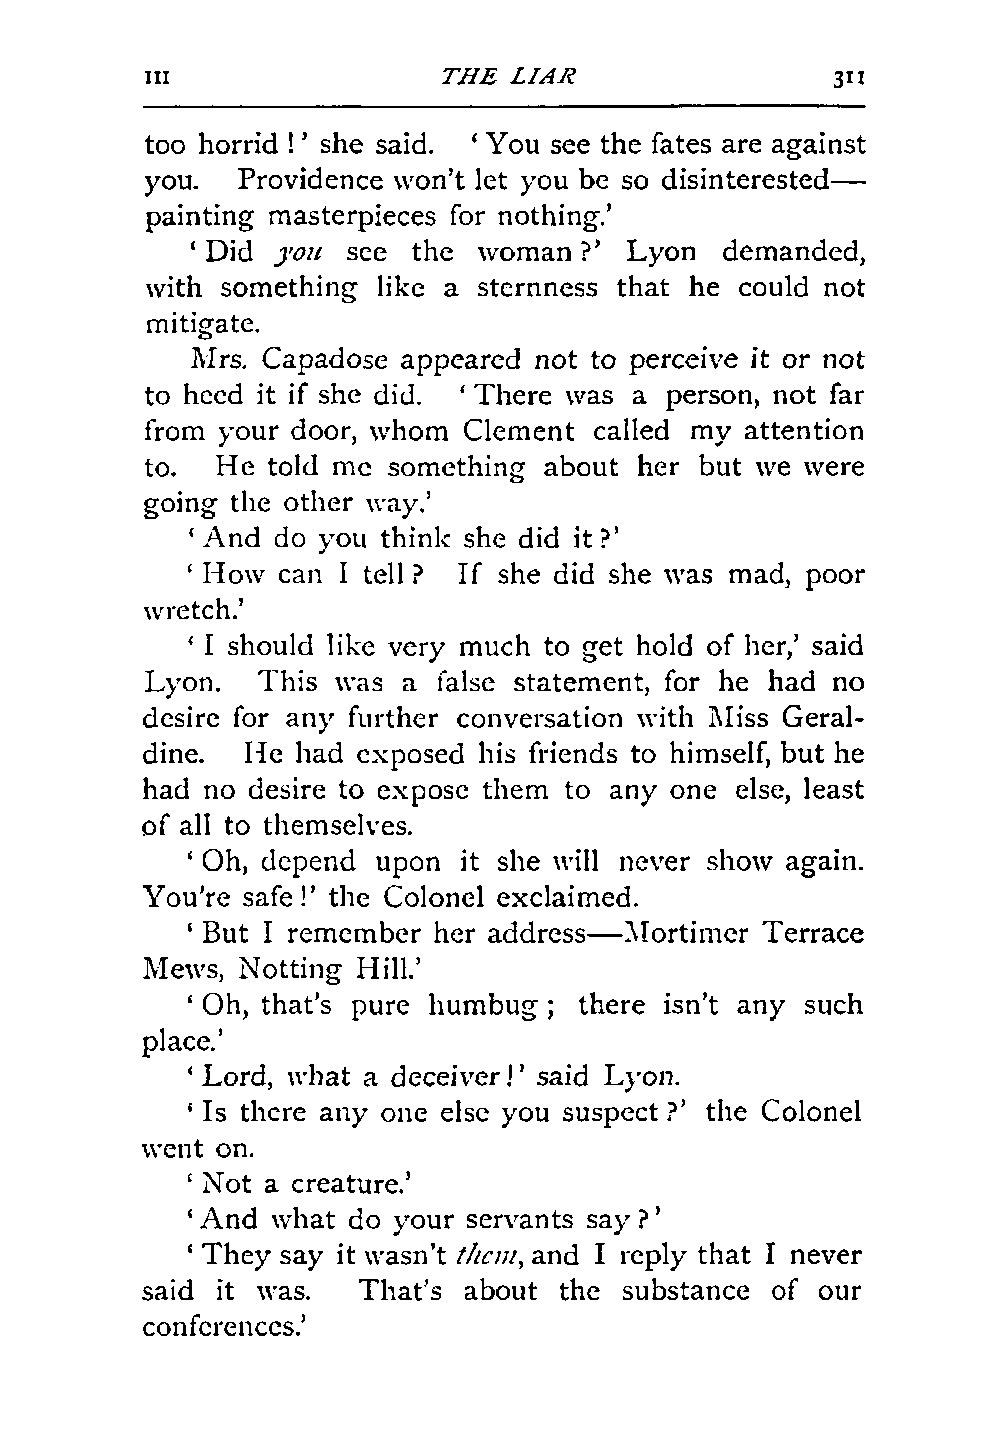 III THE LIAR 311
too horrid!' she said. 'You see the fates are against
you. Providence won't let you be so disinterested—
painting masterpieces for nothing.'
'Did you see the woman?' Lyon demanded,
with something like a sternness that he could not
mitigate.
Mrs. Capadose appeared not to perceive it or not
to heed it if she did. 'There was a person, not far
from your door, whom Clement called my attention
to. He told me something about her but we were
going the other way.'
'And do you think she did it?'
'How can I tell? If she did she was mad, poor
wretch.'
'I should like very much to get hold of her,' said
Lyon. This was a false statement, for he had no
desire for any further conversation with Miss Geral-
dine. He had exposed his friends to himself, but he
had no desire to expose them to any one else, least
of all to themselves.
'Oh, depend upon it she will never show again.
You're safe!' the Colonel exclaimed.
'But I remember her address—Mortimer Terrace
Mews, Notting Hill.'
'Oh, that's pure humbug; there isn't any such
place.'
'Lord, what a deceiver!' said Lyon.
'Is there any one else you suspect?' the Colonel
went on.
'Not a creature.'
'And what do your servants say?'
'They say it wasn't them, and I reply that I never
said it was. That's about the substance of our
conferences.'